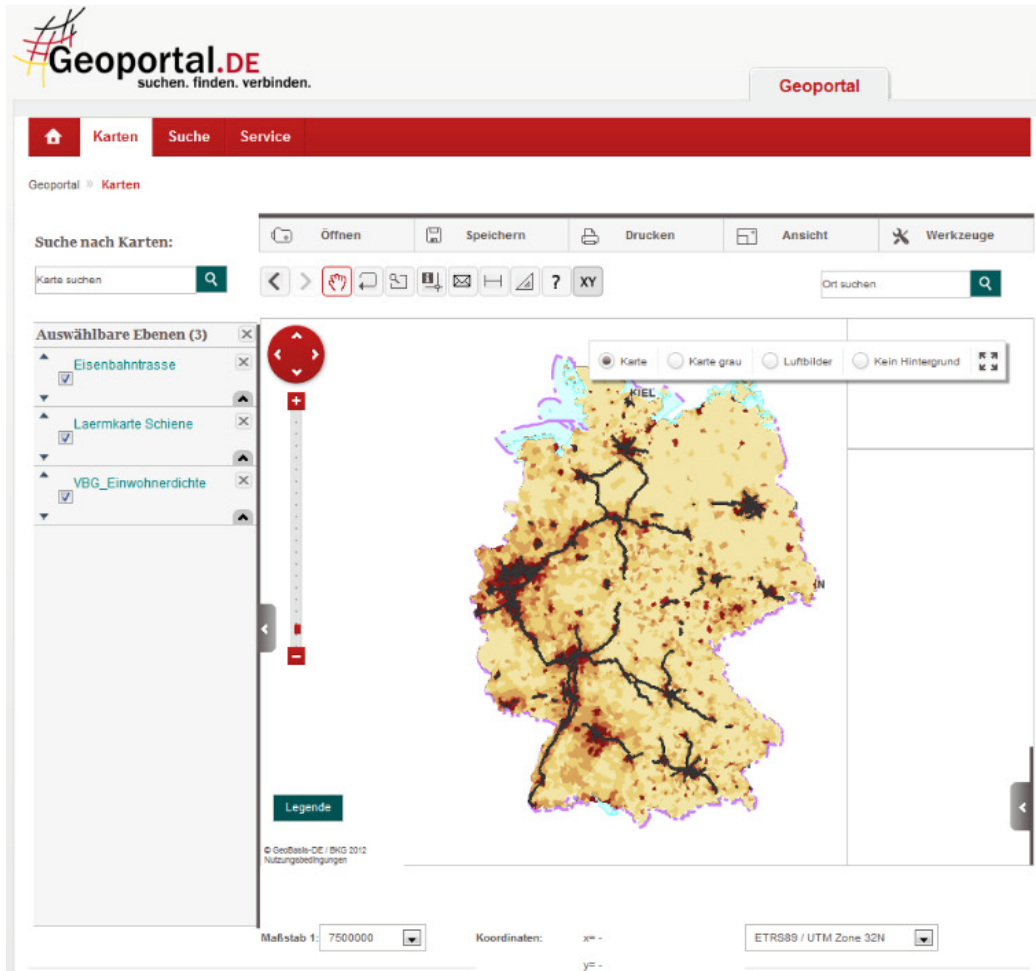 Geoportal.DE
suchen. finden. verbinden.
Geoportal
Karten Suche Service
Geoportal » Karten
Suche nach Karten:
Öffnen Speichern Drucken Ansicht Werkzeuge
Karte suchen
? XY
Ort suchen
Auswählbare Ebenen (3)
Eisenbahntrasse
Laermkarte Schiene
VBG_Einwohnerdichte
Karte Karte grau Luftbilder Kein Hintergrund
KIEL
N
Legende
© GeoBasis-DE / BKG 2012
Nutzungsbedingungen
Maßstab 1: 7500000 Koordinaten: x= - ETRS89 / UTM Zone 32N
y= -